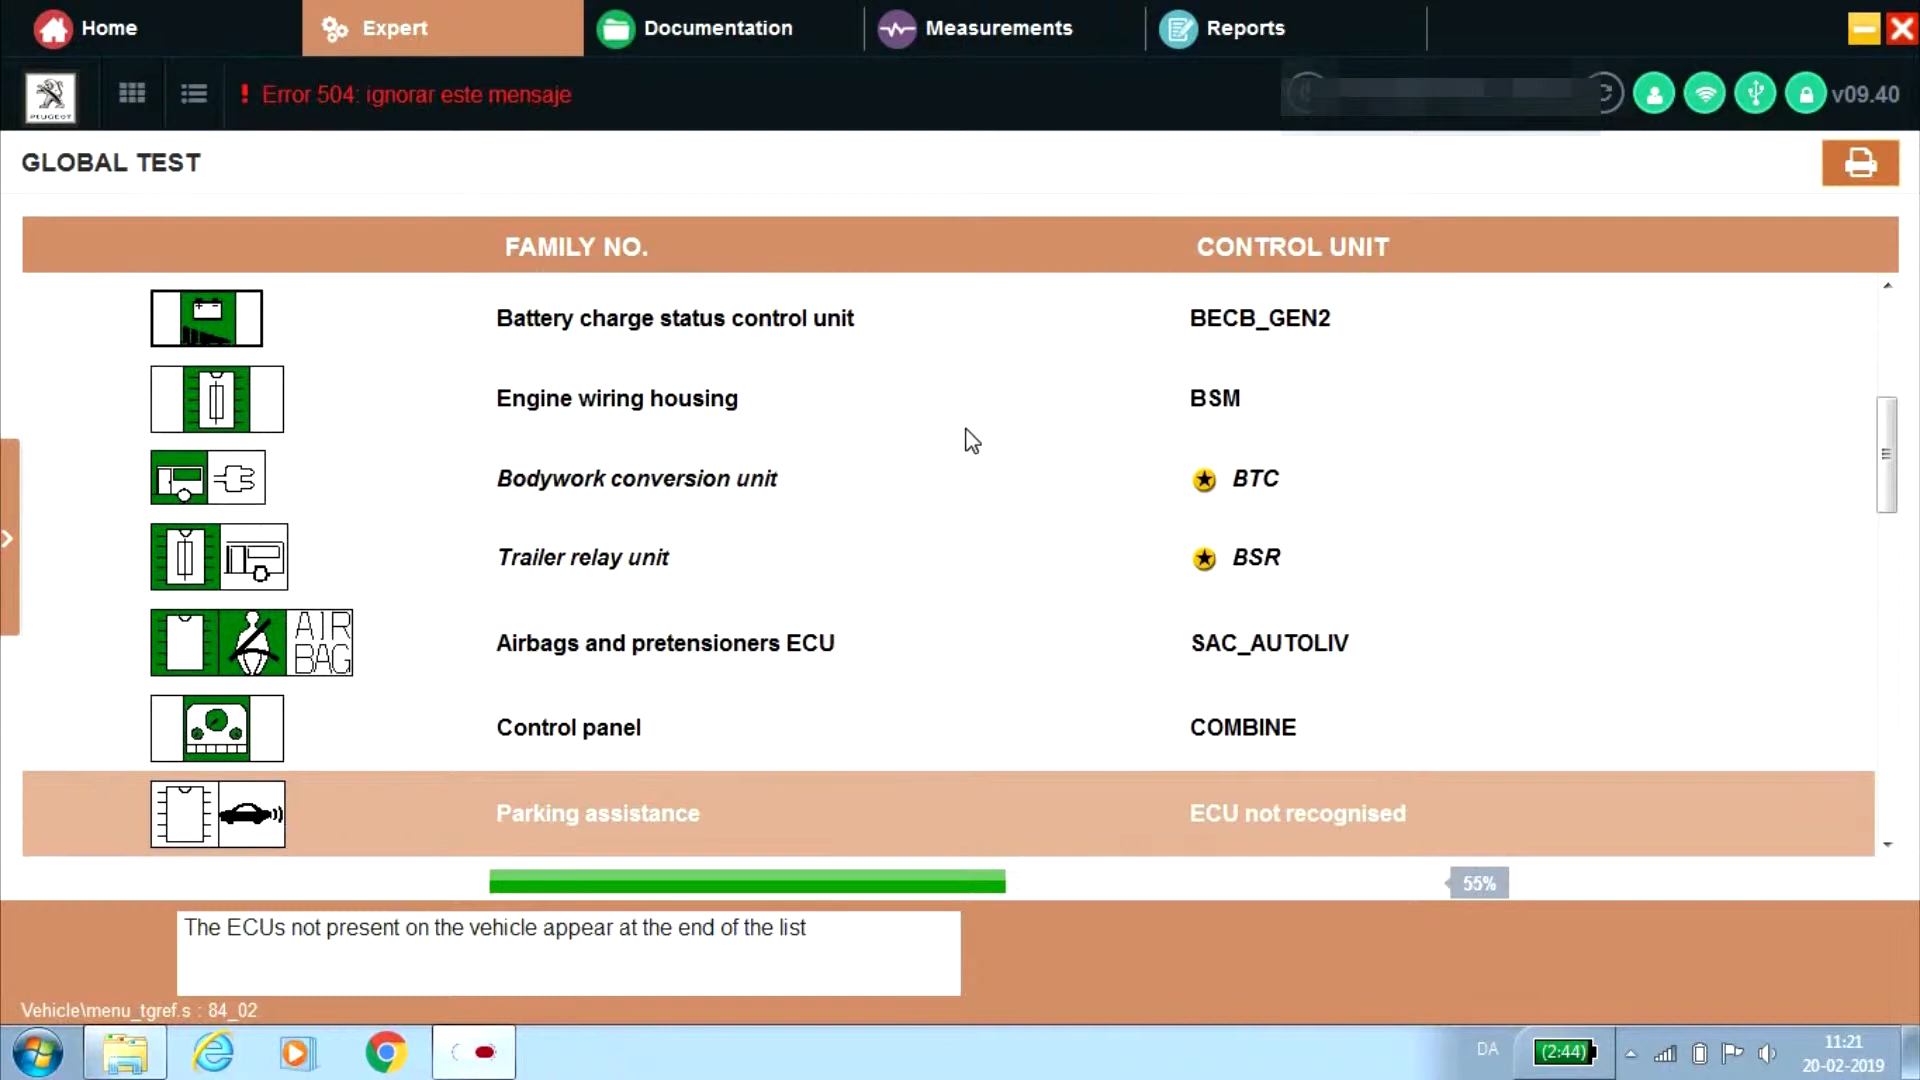 Home
Expert
Documentation
Measurements
Reports
PEUGEOT
! Error 504: ignorar este mensaje
v09.40
GLOBAL TEST
FAMILY NO. CONTROL UNIT
Battery charge status control unit BECB_GEN2
Engine wiring housing BSM
Bodywork conversion unit BTC
Trailer relay unit BSR
AIR
BAG
Airbags and pretensioners ECU SAC_AUTOLIV
Control panel COMBINE
Parking assistance ECU not recognised
55%
The ECUs not present on the vehicle appear at the end of the list
Vehicle\menu_tgref.s : 84_02
DA
(2:44)
11:21
20-02-2019